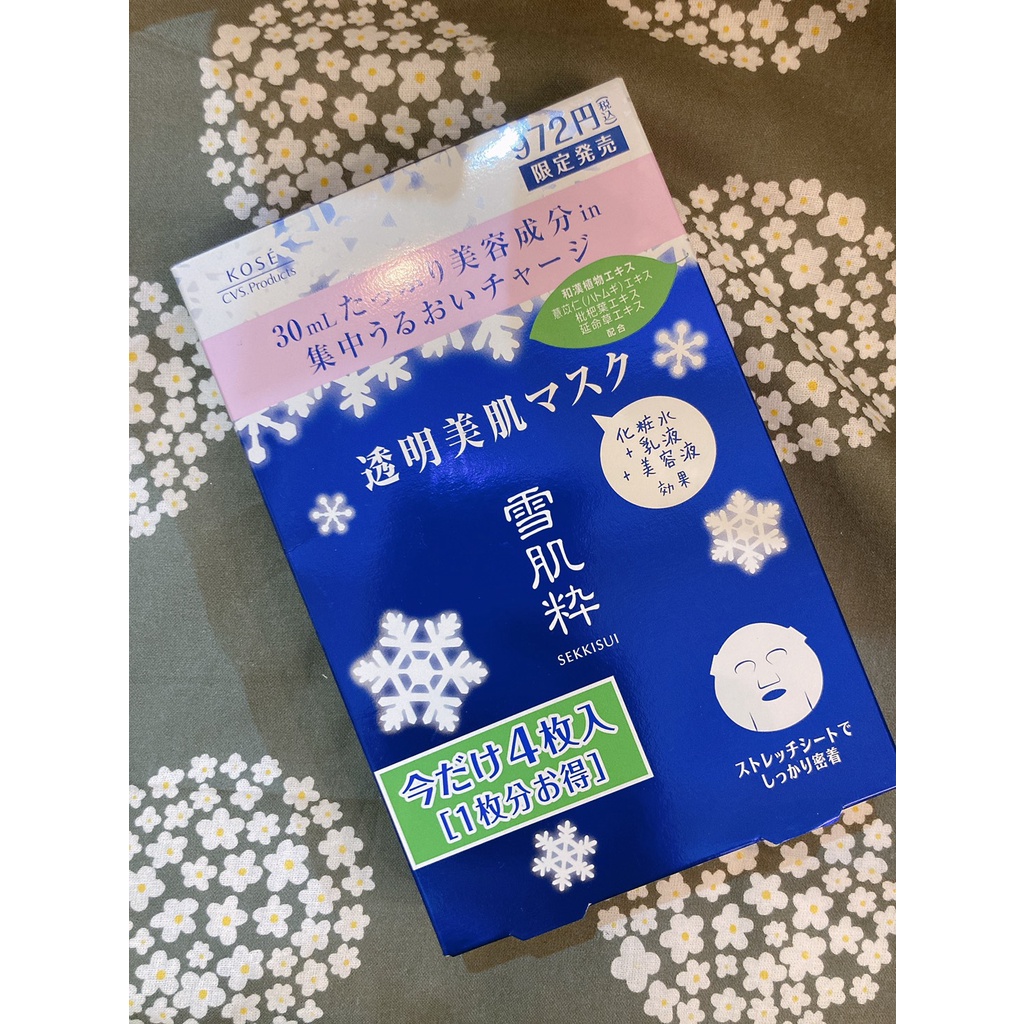 972円(税込)
限定発売
KOSÉ
CVS.Products
30mLたっぷり美容成分in
集中うるおいチャージ
和漢植物エキス
薏苡仁(ハトムギ)エキス
枇杷葉エキス
延命草エキス
配合
透明美肌マスク
化粧水
+乳液
+美容液
効果
雪肌粋
SEKKISUI
今だけ4枚入
[1枚分お得]
ストレッチシートで
しっかり密着